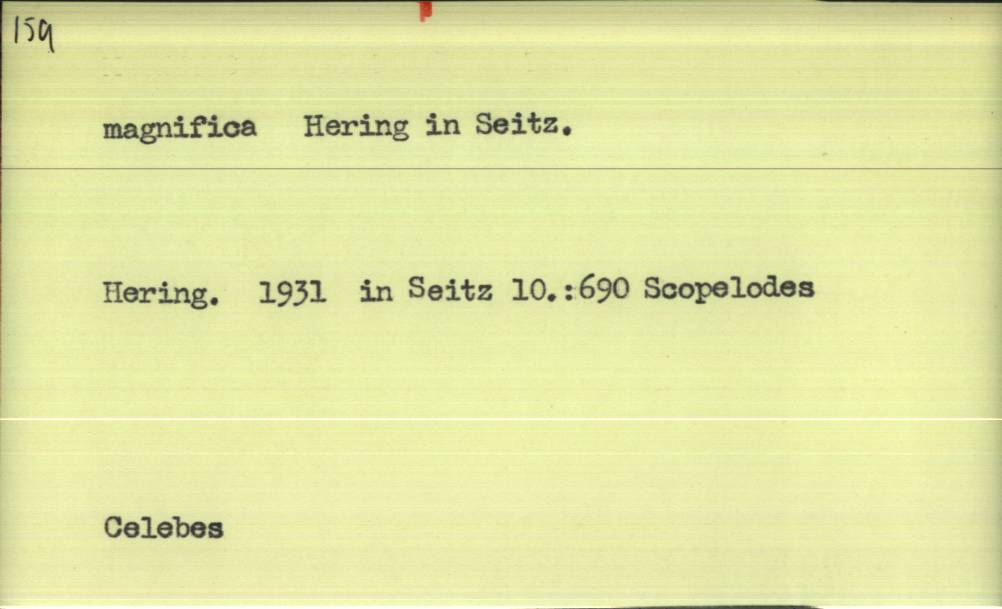 159
magnifica Hering in Seitz.
Hering. 1931 in Seitz 10.:690 Scopelodes
Celebes